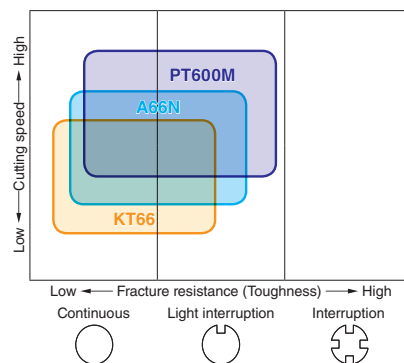 High
Cutting speed
Low
PT600M
A66N
KT66
Low Fracture resistance (Toughness) High
Continuous Light interruption Interruption